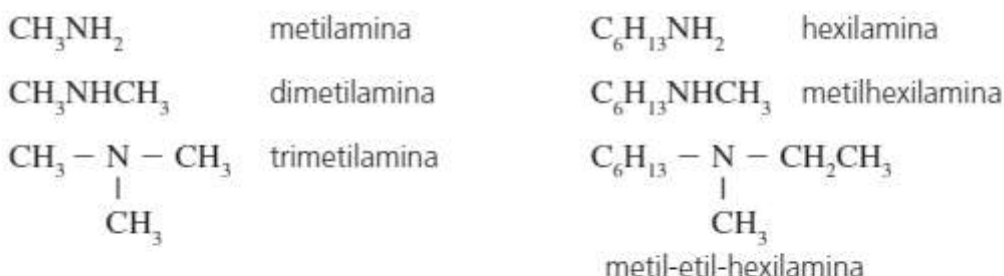 CH₃NH₂ metilamina C₆H₁₃NH₂ hexilamina
CH₃NHCH₃ dimetilamina C₆H₁₃NHCH₃ metilhexilamina
CH₃ – N – CH₃ trimetilamina C₆H₁₃ – N – CH₂CH₃
| |
CH₃ CH₃
metil-etil-hexilamina